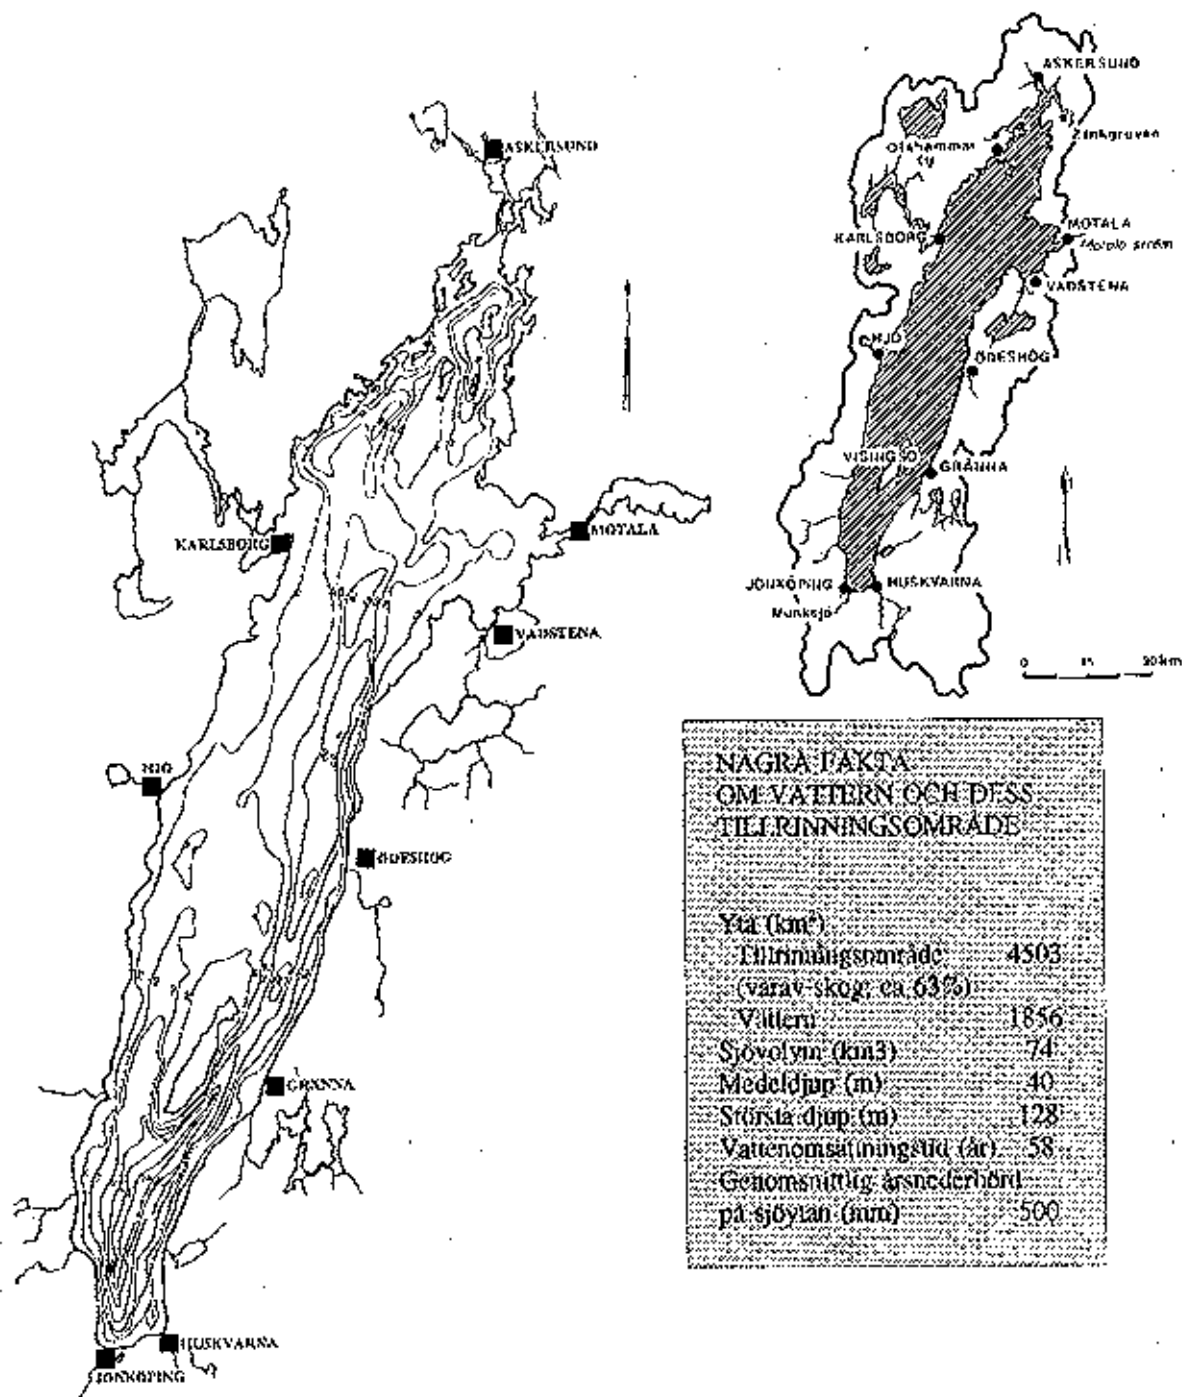 ASKERSUND
KARLSBORG
MOTALA
VADSTENA
HJO
ÖDESHÖG
GRÄNNA
HUSKVARNA
JÖNKÖPING
ASKERSUND
Zinkgruvan
Olshammar
KARLSBORG
MOTALA
Motala ström
VADSTENA
HJO
ÖDESHÖG
VISINGSÖ
GRÄNNA
JÖNKÖPING
HUSKVARNA
Munksjö
0 20 km
NÅGRA FAKTA
OM VÄTTERN OCH DESS
TILLRINNINGSOMRÅDE
Yta (km²)
Tillrinningsområde 4503
(varav skog, ca 63%)
Vättern 1856
Sjövolym (km3) 74
Medeldjup (m) 40
Största djup (m) 128
Vattenomsättningstid (år) 58
Genomsnittlig årsnederbörd
på sjöytan (mm) 500